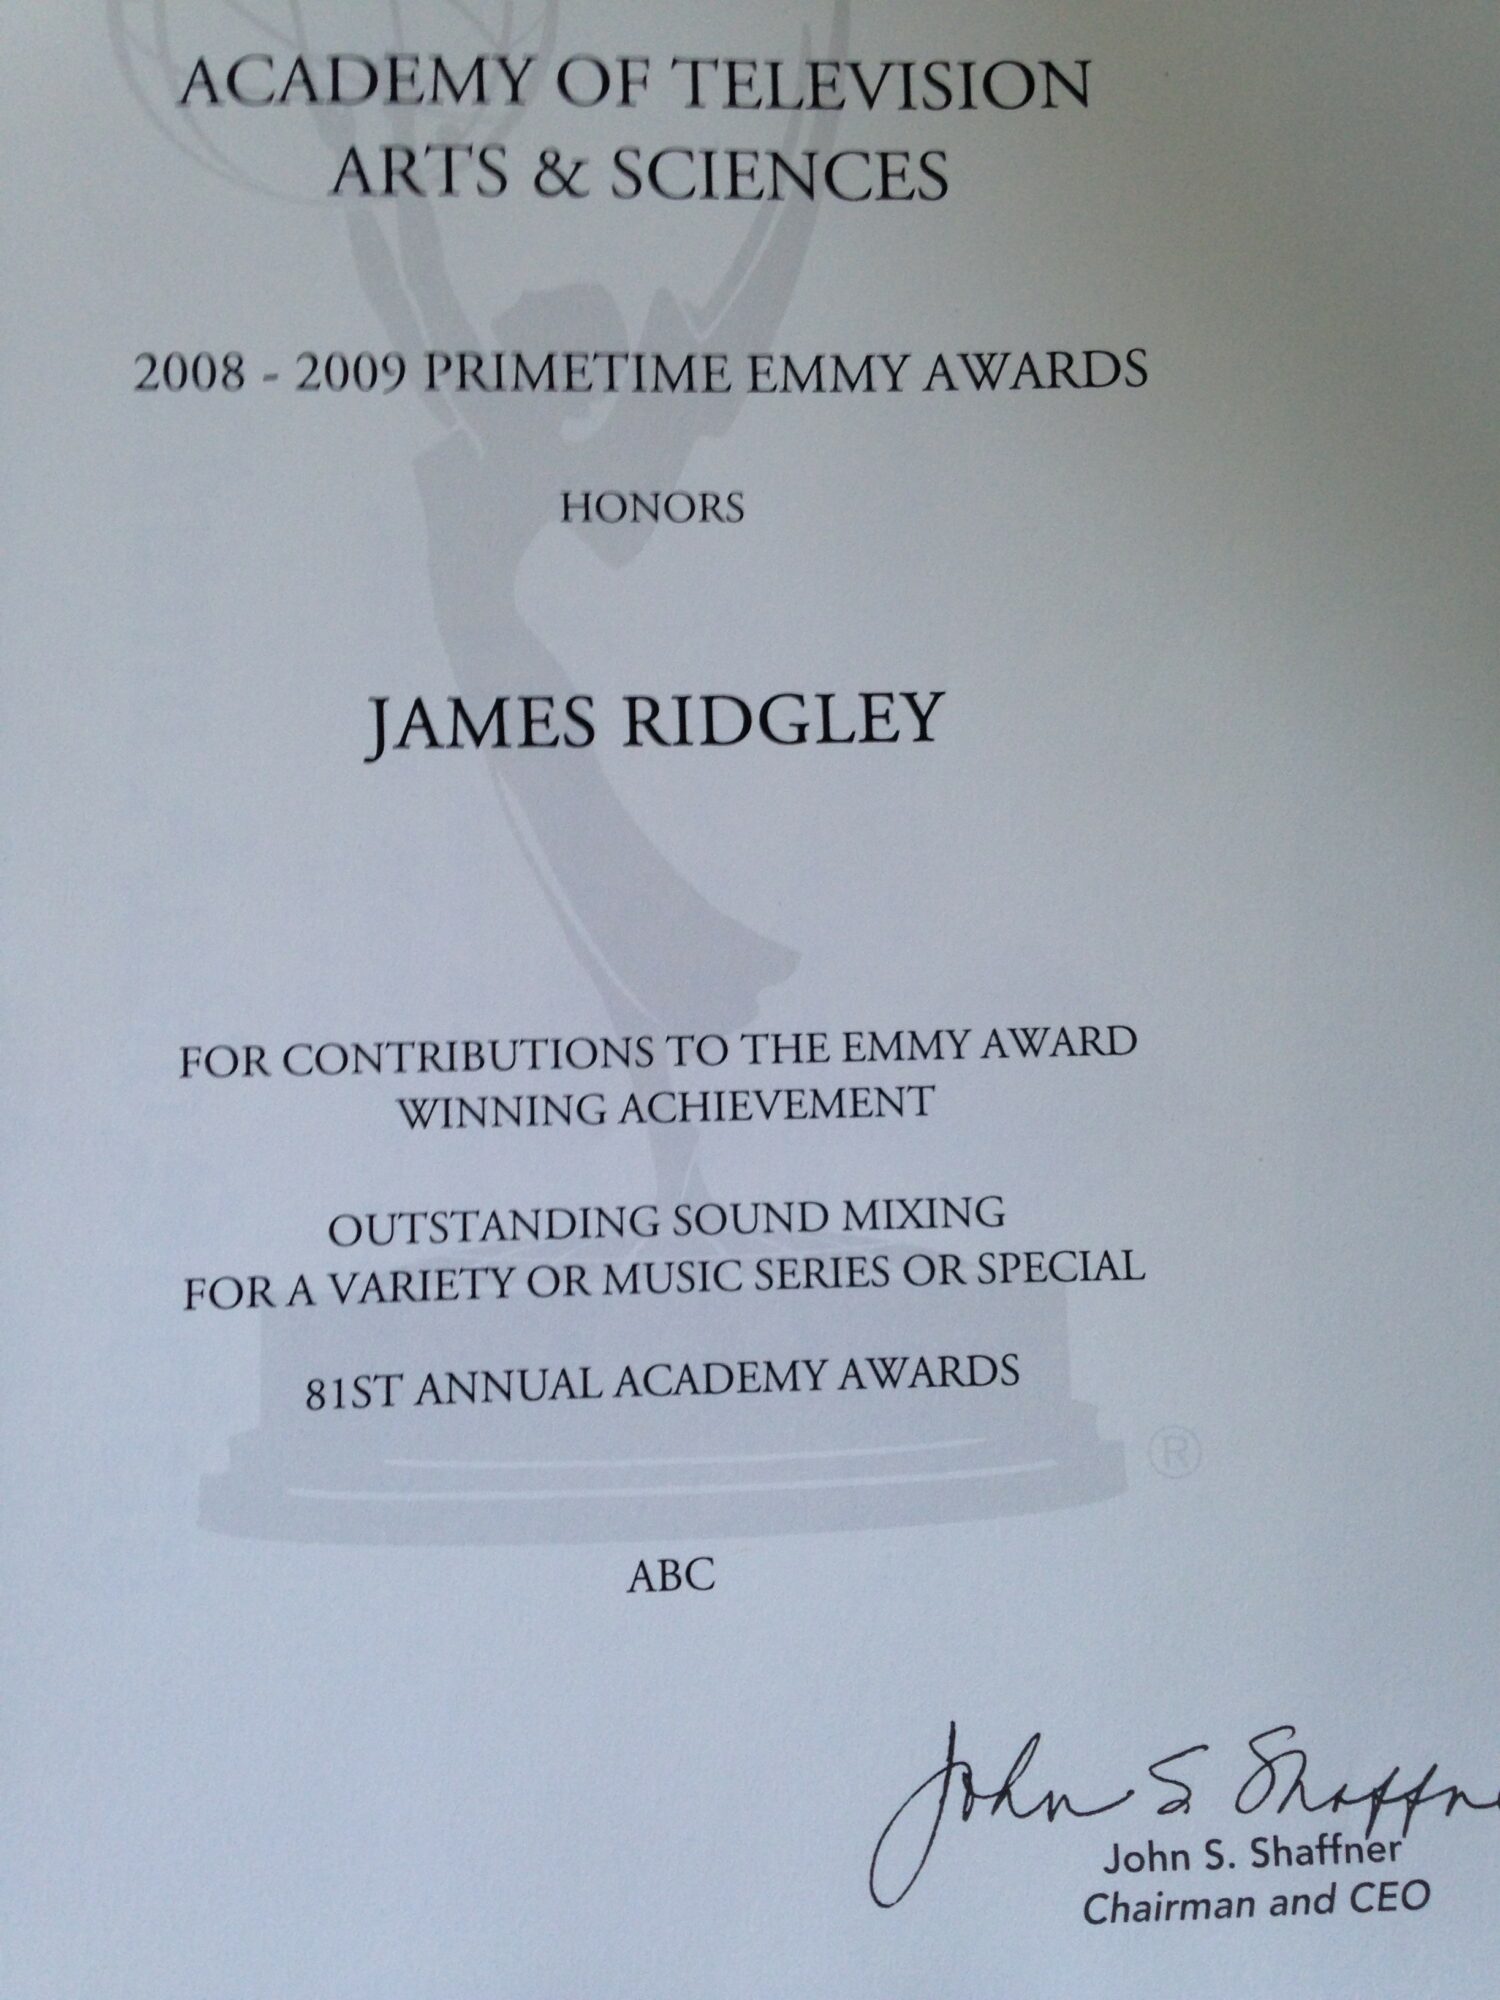 ACADEMY OF TELEVISION
ARTS & SCIENCES
2008 - 2009 PRIMETIME EMMY AWARDS
HONORS
JAMES RIDGLEY
FOR CONTRIBUTIONS TO THE EMMY AWARD
WINNING ACHIEVEMENT
OUTSTANDING SOUND MIXING
FOR A VARIETY OR MUSIC SERIES OR SPECIAL
81ST ANNUAL ACADEMY AWARDS
®
ABC
John S Shaffne
John S. Shaffner
Chairman and CEO